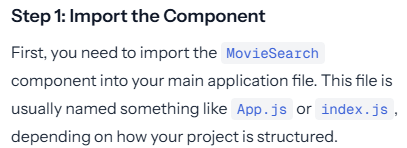 Step 1: Import the Component
First, you need to import the MovieSearch
component into your main application file. This file is
usually named something like App.js or index.js,
depending on how your project is structured.